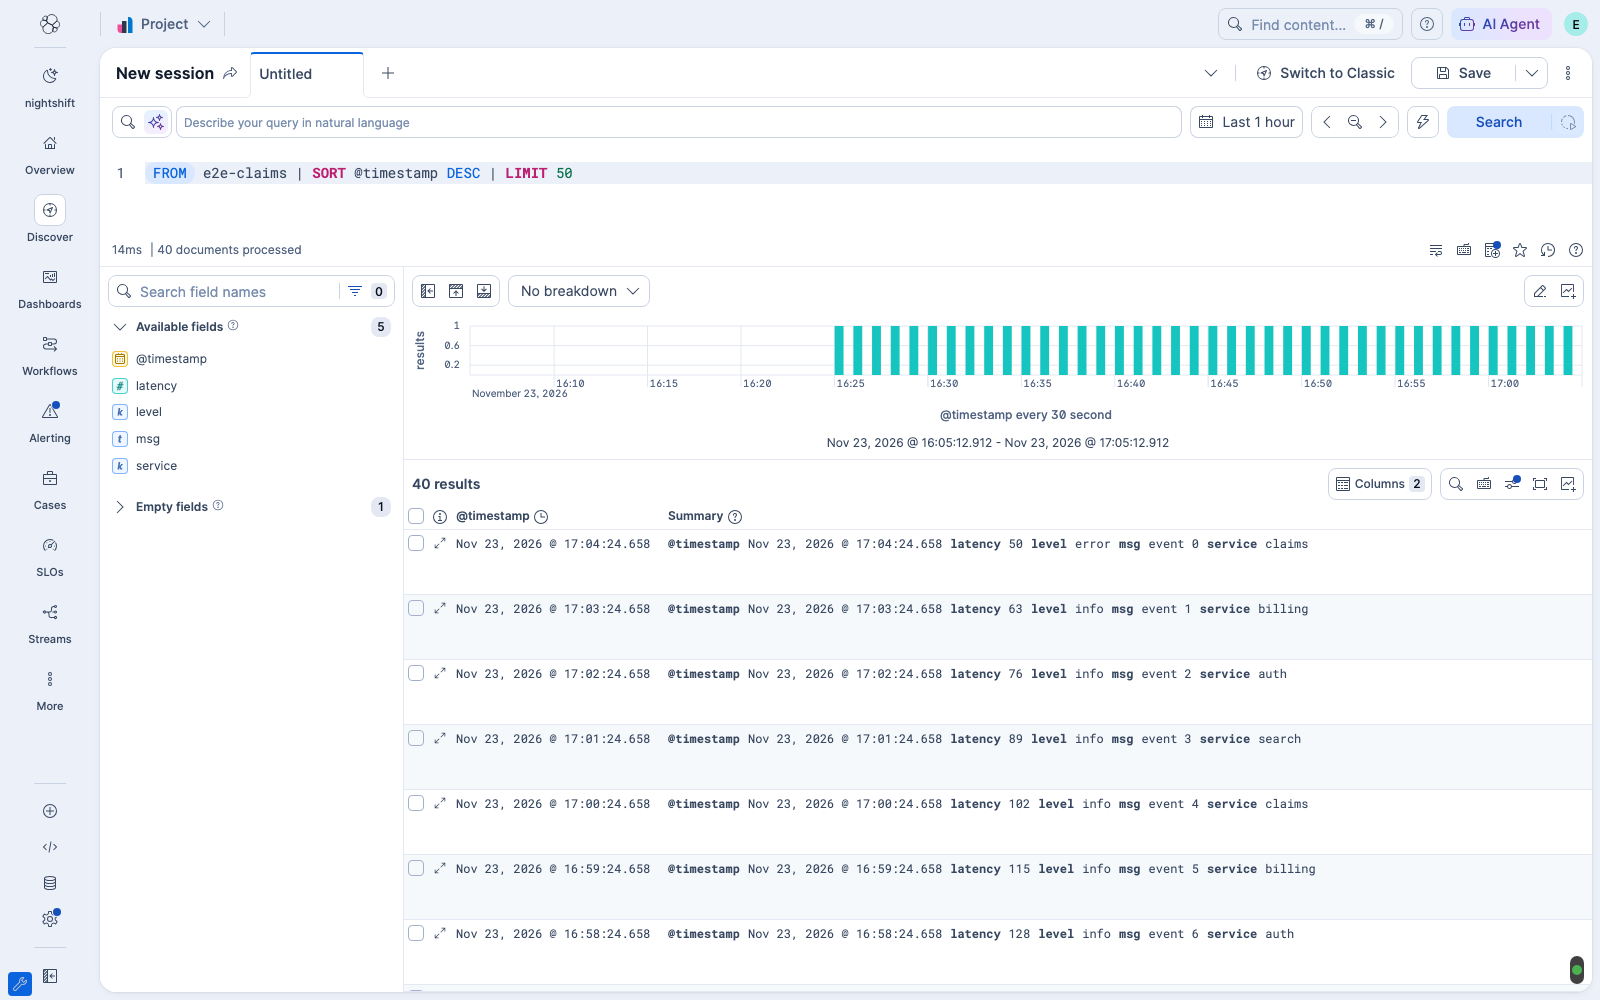 Project
Find content...
⌘ /
AI Agent
E
nightshift
Overview
Discover
Dashboards
Workflows
Alerting
Cases
SLOs
Streams
More
New session
Untitled
Switch to Classic
Save
Describe your query in natural language
Last 1 hour
Search
1 FROM e2e-claims | SORT @timestamp DESC | LIMIT 50
14ms | 40 documents processed
Search field names
0
Available fields
5
@timestamp
latency
level
msg
service
Empty fields
1
No breakdown
results
1
0.6
0.2
16:10 16:15 16:20 16:25 16:30 16:35 16:40 16:45 16:50 16:55 17:00
November 23, 2026
@timestamp every 30 second
Nov 23, 2026 @ 16:05:12.912 - Nov 23, 2026 @ 17:05:12.912
40 results
Columns 2
@timestamp Summary
Nov 23, 2026 @ 17:04:24.658 @timestamp Nov 23, 2026 @ 17:04:24.658 latency 50 level error msg event 0 service claims
Nov 23, 2026 @ 17:03:24.658 @timestamp Nov 23, 2026 @ 17:03:24.658 latency 63 level info msg event 1 service billing
Nov 23, 2026 @ 17:02:24.658 @timestamp Nov 23, 2026 @ 17:02:24.658 latency 76 level info msg event 2 service auth
Nov 23, 2026 @ 17:01:24.658 @timestamp Nov 23, 2026 @ 17:01:24.658 latency 89 level info msg event 3 service search
Nov 23, 2026 @ 17:00:24.658 @timestamp Nov 23, 2026 @ 17:00:24.658 latency 102 level info msg event 4 service claims
Nov 23, 2026 @ 16:59:24.658 @timestamp Nov 23, 2026 @ 16:59:24.658 latency 115 level info msg event 5 service billing
Nov 23, 2026 @ 16:58:24.658 @timestamp Nov 23, 2026 @ 16:58:24.658 latency 128 level info msg event 6 service auth